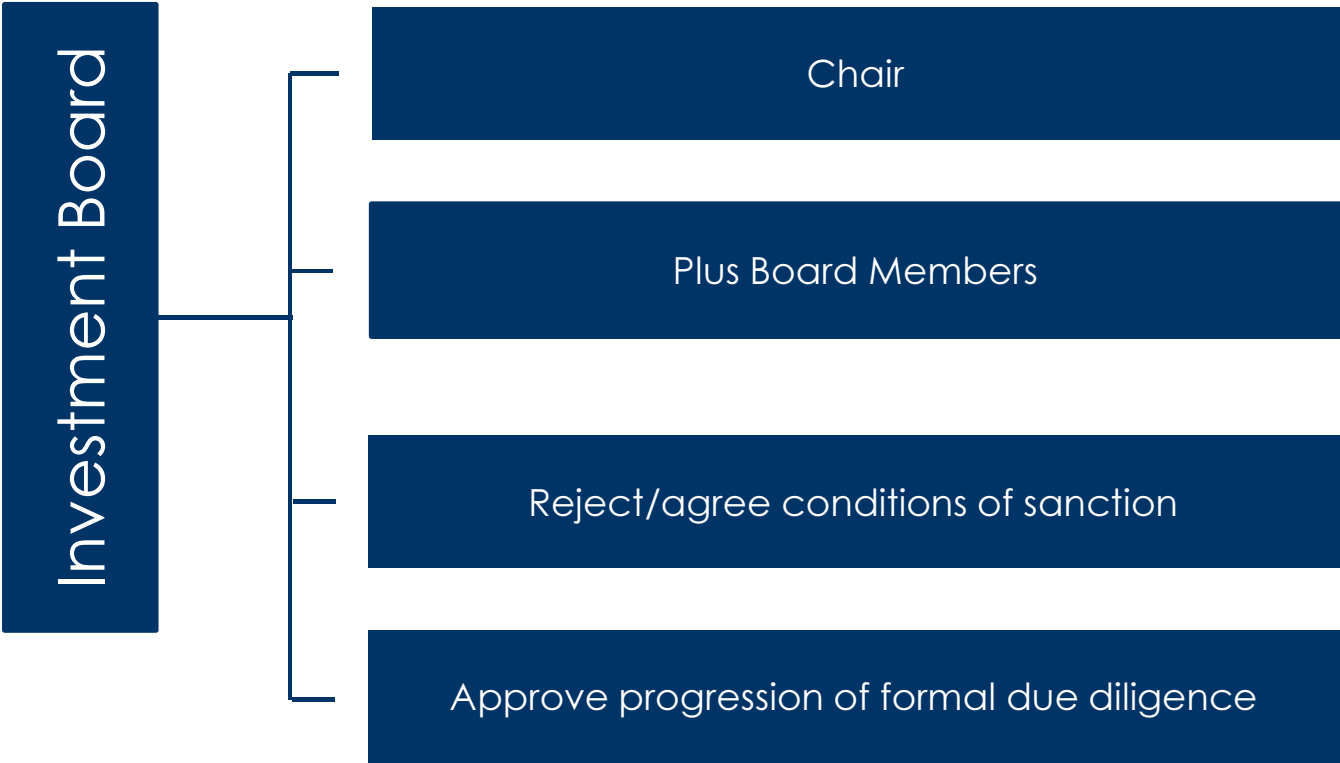 Investment Board
Chair
Plus Board Members
Reject/agree conditions of sanction
Approve progression of formal due diligence